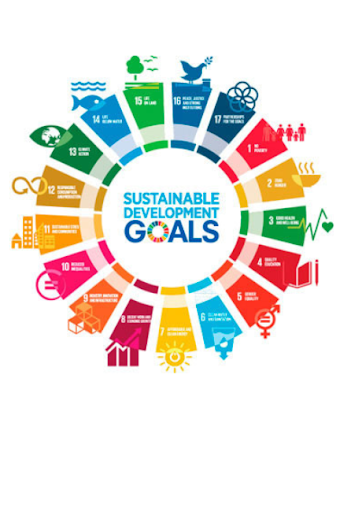 SUSTAINABLE
DEVELOPMENT
GOALS
1 NO
POVERTY
2 ZERO
HUNGER
3 GOOD HEALTH
AND WELL-BEING
4 QUALITY
EDUCATION
5 GENDER
EQUALITY
6 CLEAN WATER
AND SANITATION
7 AFFORDABLE AND
CLEAN ENERGY
8 DECENT WORK AND
ECONOMIC GROWTH
9 INDUSTRY, INNOVATION
AND INFRASTRUCTURE
10 REDUCED
INEQUALITIES
11 SUSTAINABLE CITIES
AND COMMUNITIES
12
CONSUMPTION
AND PRODUCTION
13 CLIMATE
ACTION
14 LIFE
BELOW WATER
15 LIFE
ON LAND
16 PEACE, JUSTICE
AND STRONG
INSTITUTIONS
17 PARTNERSHIPS
FOR THE GOALS